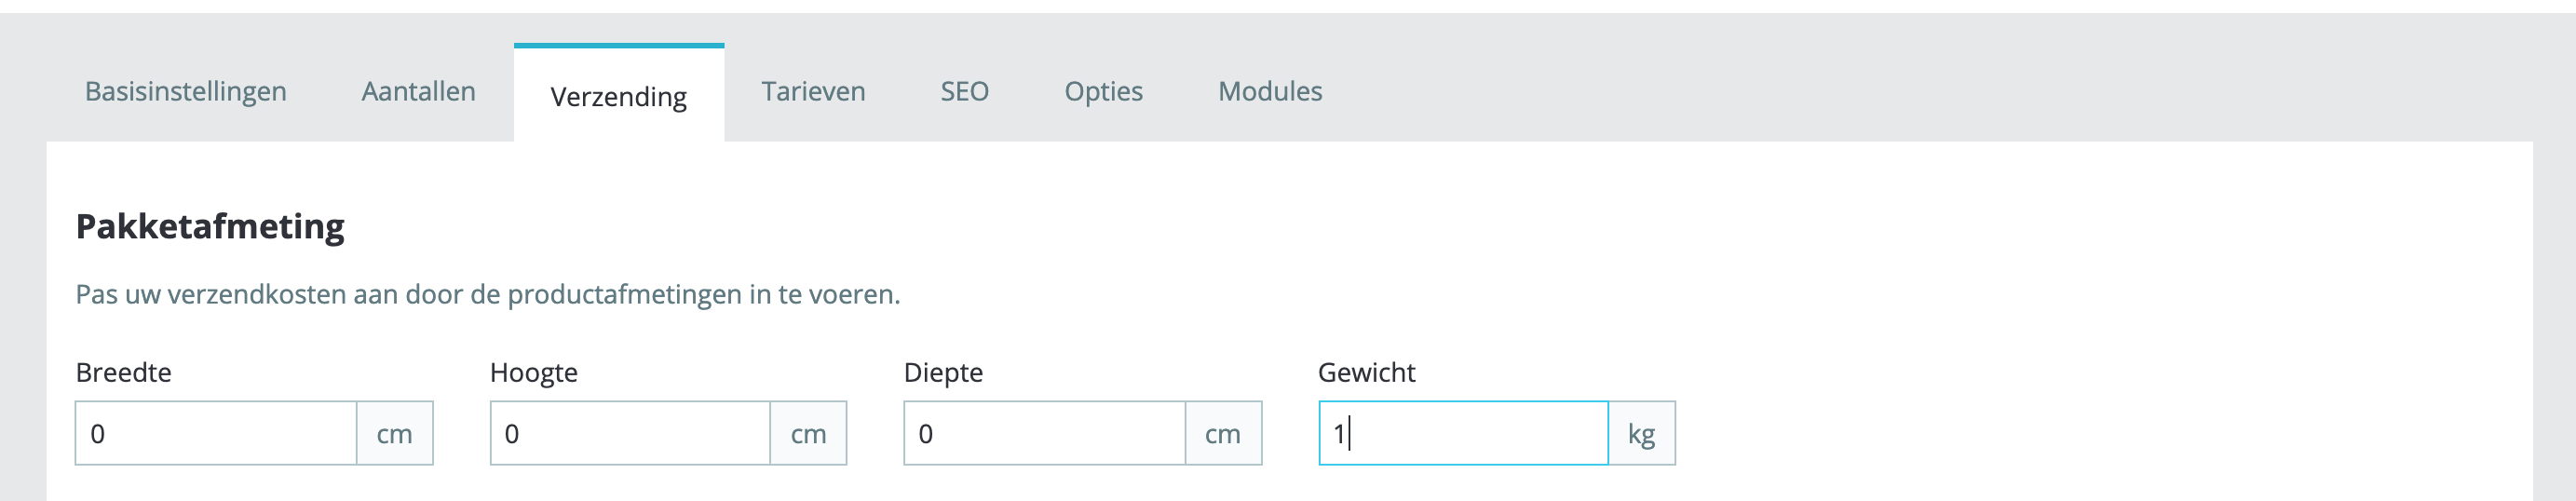 Basisinstellingen Aantallen Verzending Tarieven SEO Opties Modules
Pakketafmeting
Pas uw verzendkosten aan door de productafmetingen in te voeren.
Breedte Hoogte Diepte Gewicht
0 cm 0 cm 0 cm 1 kg